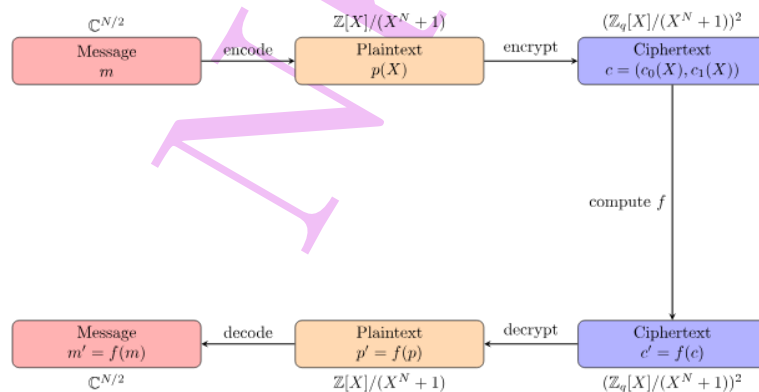 ℂ^{N/2} ℤ[X]/(X^N + 1) (ℤ_q[X]/(X^N + 1))^2
Message encode Plaintext encrypt Ciphertext
m p(X) c = (c_0(X), c_1(X))
compute f
Message decode Plaintext decrypt Ciphertext
m′ = f(m) p′ = f(p) c′ = f(c)
ℂ^{N/2} ℤ[X]/(X^N + 1) (ℤ_q[X]/(X^N + 1))^2